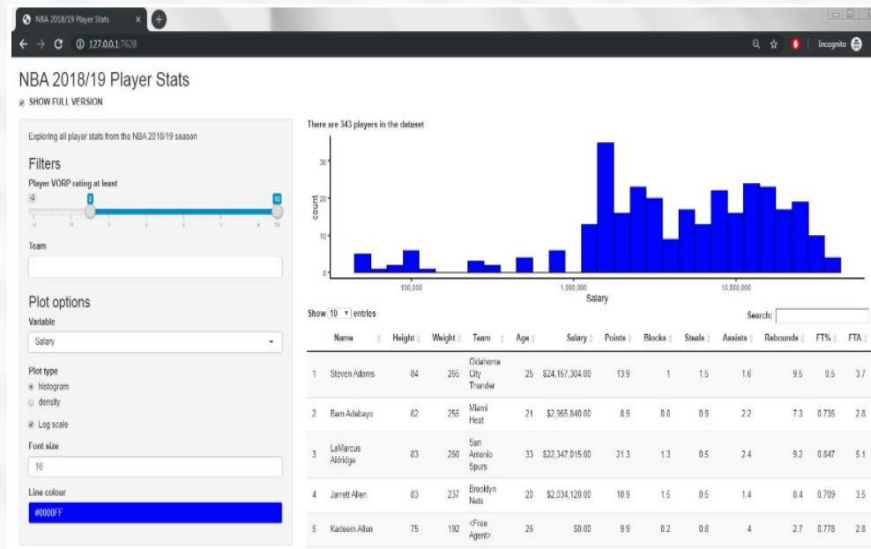 NBA 2018/19 Player Stats
127.0.0.1:7628
Incognito
NBA 2018/19 Player Stats
SHOW FULL VERSION
Exploring all player stats from the NBA 2018/19 season
Filters
Player VORP rating at least
-2 0 10
Team
Plot options
Variable
Salary
Plot type
histogram
density
Log scale
Font size
16
Line colour
#0000FF
There are 343 players in the dataset
30
20
10
0
count
100,000 1,000,000 10,000,000
Salary
Show 10 entries
Search:
Name Height Weight Team Age Salary Points Blocks Steals Assists Rebounds FT% FTA
1 Steven Adams 84 265 Oklahoma City Thunder 25 $24,157,304.00 13.9 1 1.5 1.6 9.5 0.5 3.7
2 Bam Adebayo 82 255 Miami Heat 21 $2,955,840.00 8.9 0.8 0.9 2.2 7.3 0.735 2.8
3 LaMarcus Aldridge 83 260 San Antonio Spurs 33 $22,347,015.00 21.3 1.3 0.5 2.4 9.2 0.847 5.1
4 Jarrett Allen 83 237 Brooklyn Nets 20 $2,034,120.00 10.9 1.5 0.5 1.4 8.4 0.709 3.5
5 Kadeem Allen 75 192 <Free Agent> 26 $0.00 9.9 0.2 0.8 4 2.7 0.778 2.8